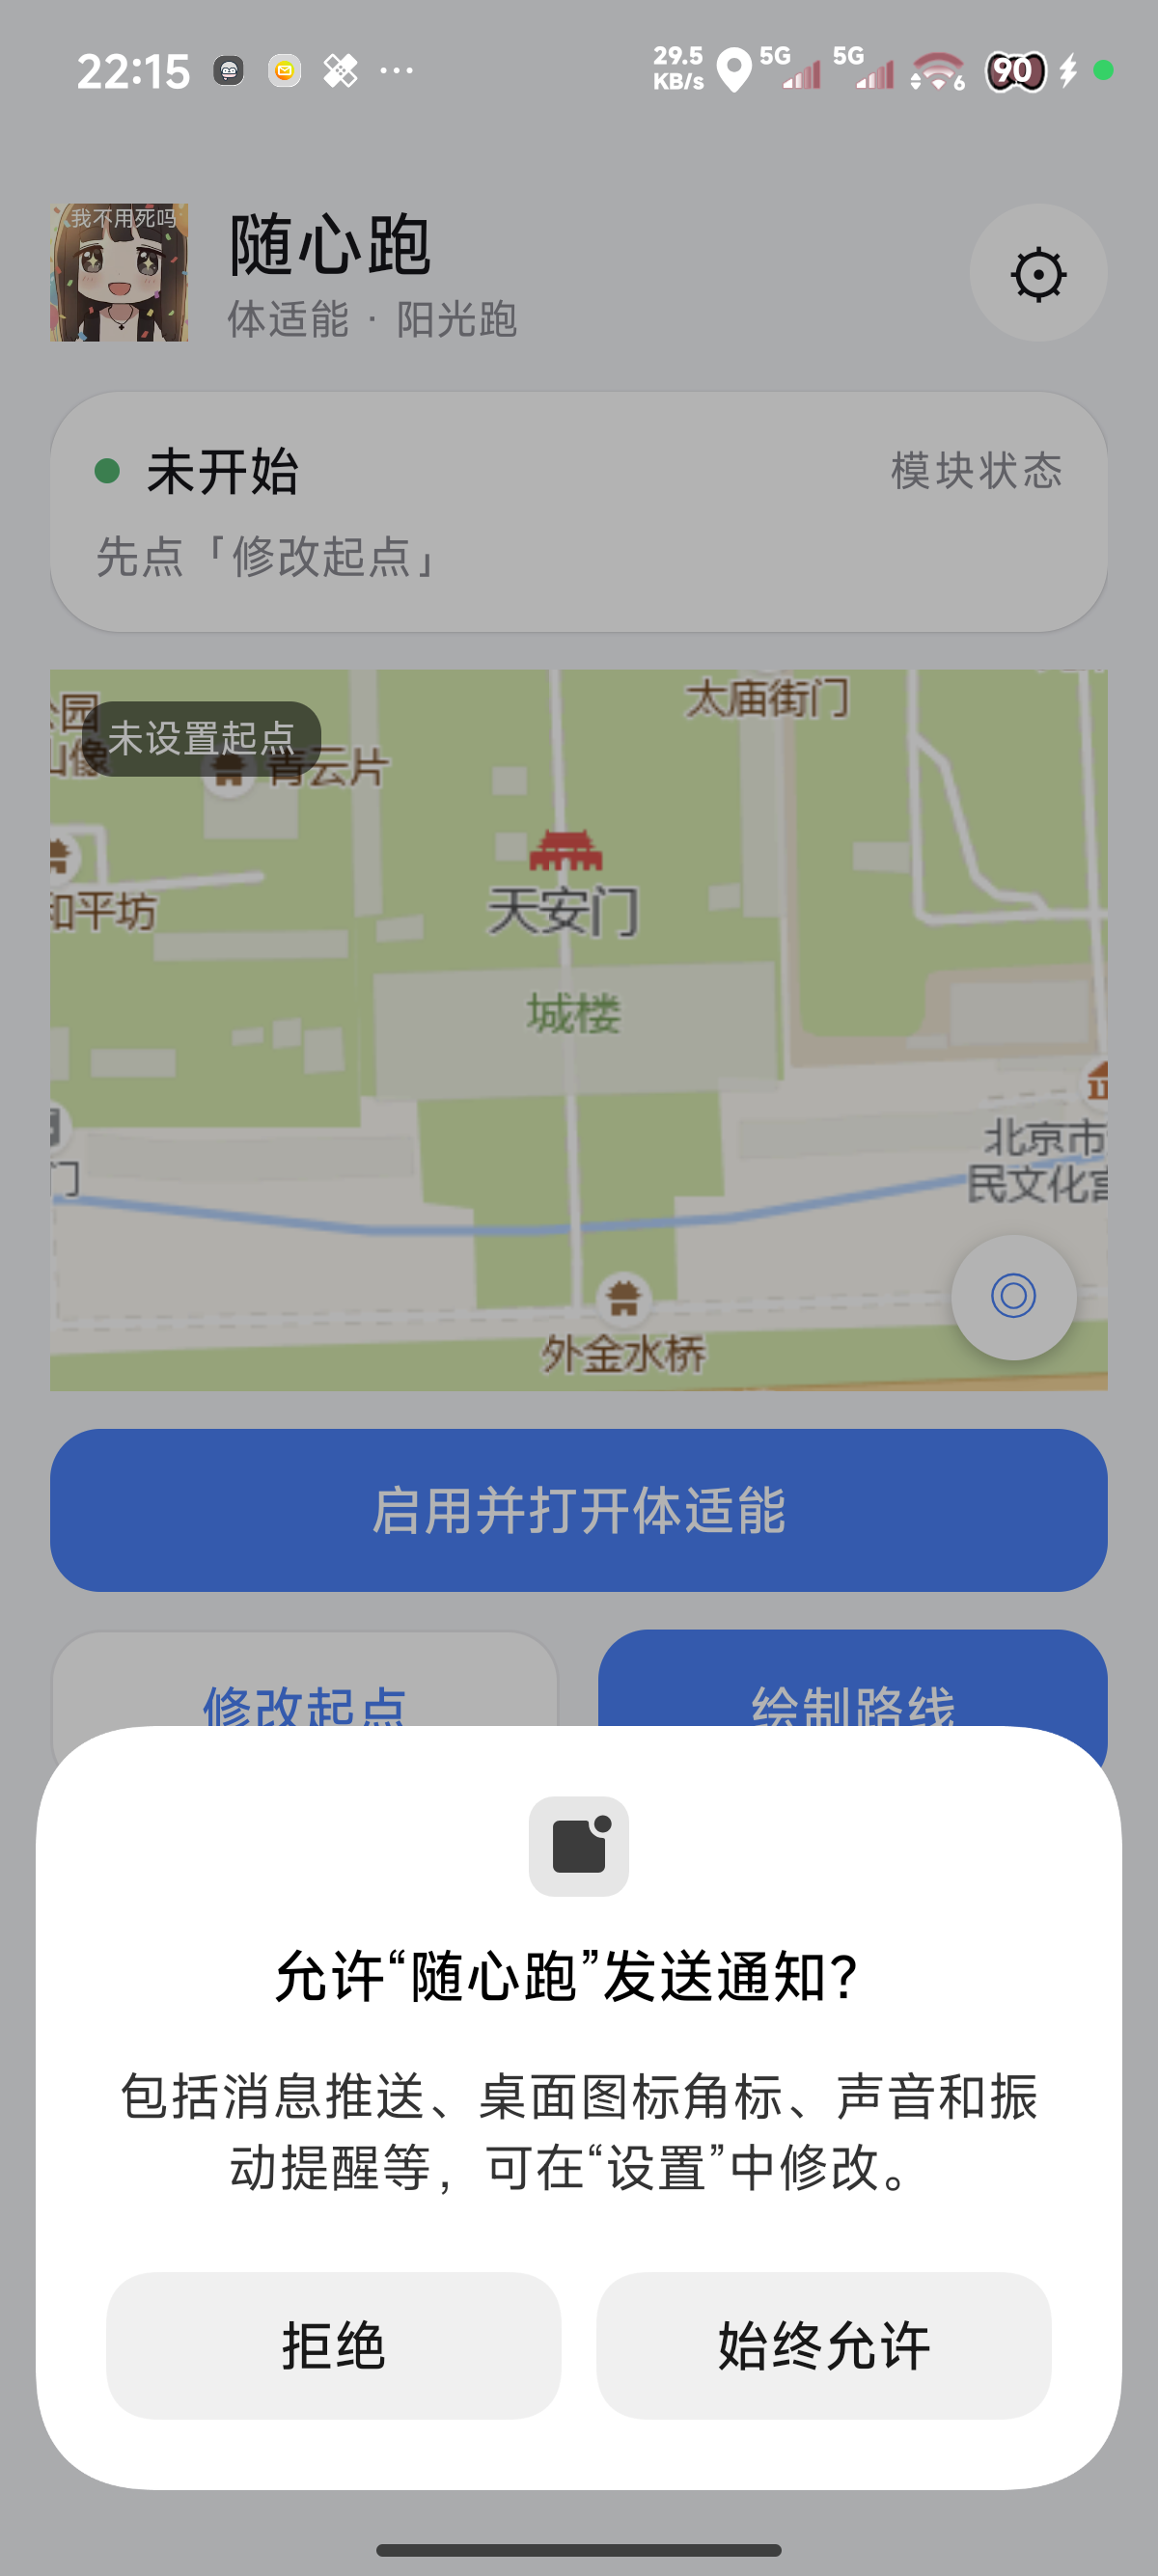 22:15
29.5
KB/s
5G
5G
6
90
我不用死吗
随心跑
体适能 · 阳光跑
未开始
模块状态
先点「修改起点」
公园
山像
未设置起点
青云片
太庙街门
和平坊
天安门
城楼
门
北京市
民文化宫
外金水桥
启用并打开体适能
修改起点
绘制路线
允许“随心跑”发送通知？
包括消息推送、桌面图标角标、声音和振
动提醒等，可在“设置”中修改。
拒绝
始终允许